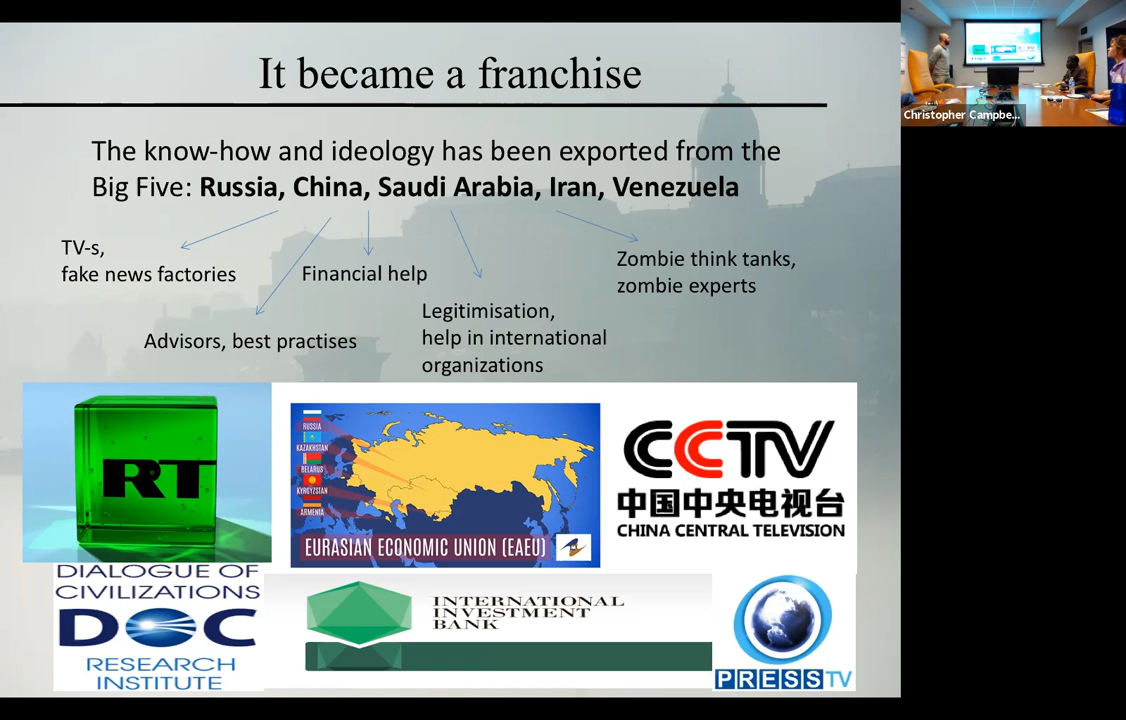 It became a franchise
The know-how and ideology has been exported from the
Big Five: Russia, China, Saudi Arabia, Iran, Venezuela
TV-s,
fake news factories
Advisors, best practises
Financial help
Legitimisation,
help in international
organizations
Zombie think tanks,
zombie experts
RT
RUSSIA
KAZAKHSTAN
BELARUS
KYRGYZSTAN
ARMENIA
EURASIAN ECONOMIC UNION (EAEU)
CCTV
中国中央电视台
CHINA CENTRAL TELEVISION
DIALOGUE OF
CIVILIZATIONS
DOC
RESEARCH
INSTITUTE
INTERNATIONAL
INVESTMENT
BANK
PRESS TV
Christopher Campbe...